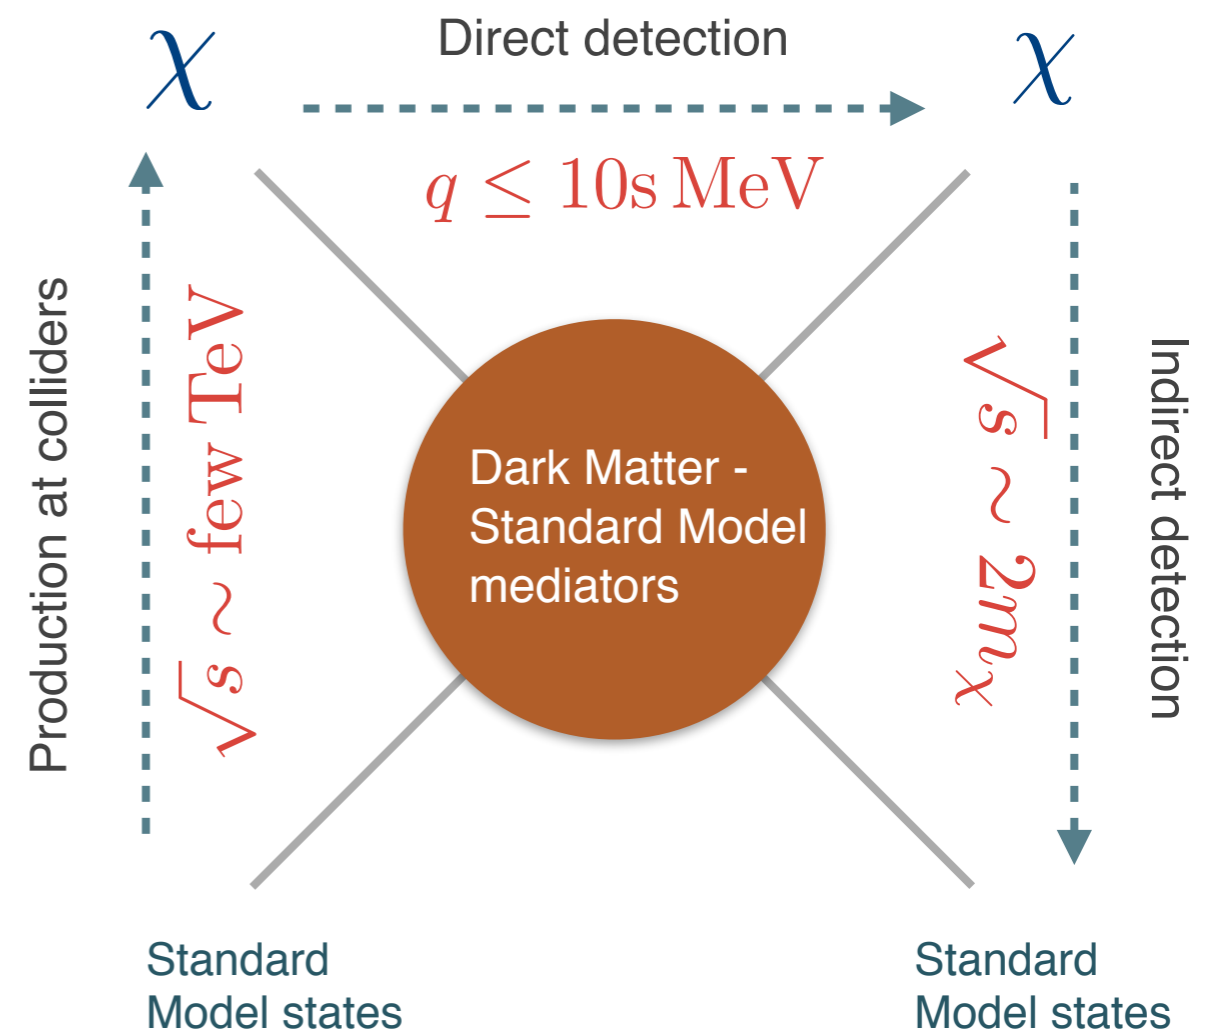 χ
Direct detection
χ
q ≤ 10s MeV
Production at colliders
√s ∼ few TeV
Dark Matter -
Standard Model
mediators
√s ∼ 2mχ
Indirect detection
Standard
Model states
Standard
Model states